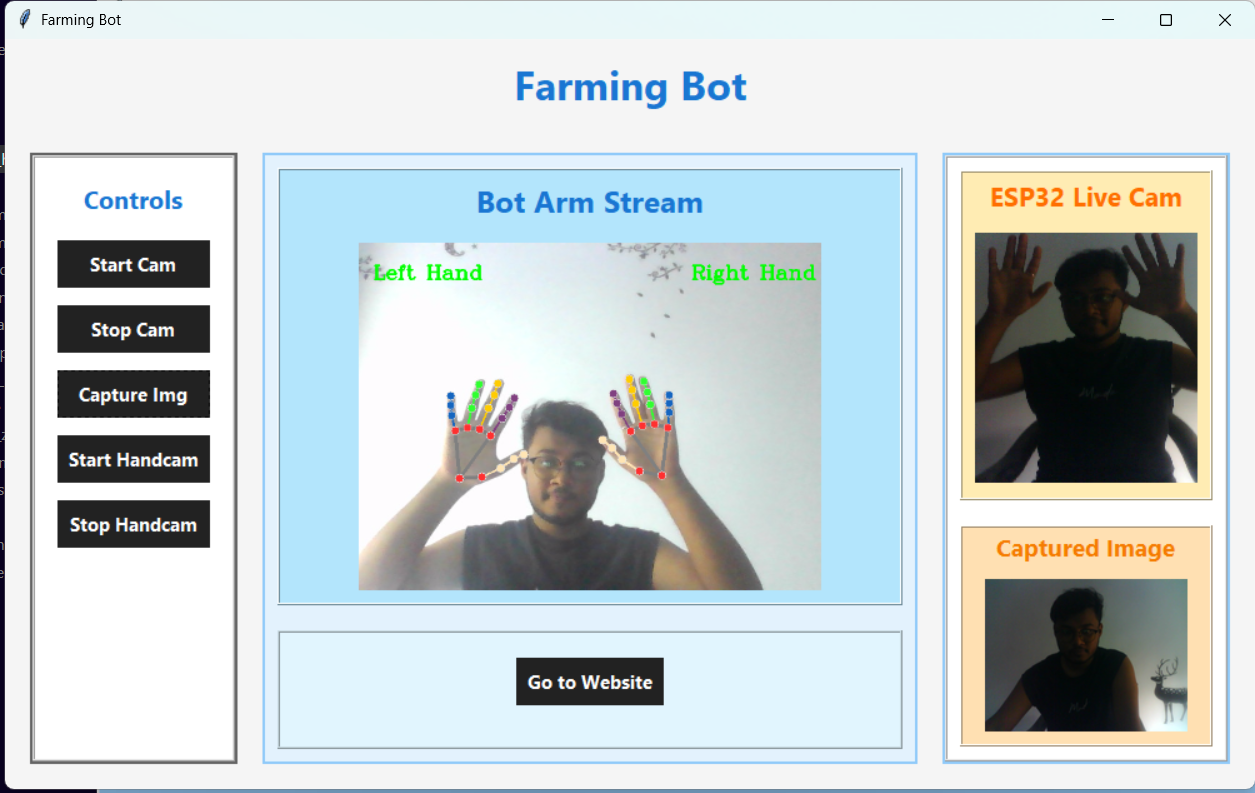 Farming Bot
Farming Bot
Controls
Start Cam
Stop Cam
Capture Img
Start Handcam
Stop Handcam
Bot Arm Stream
Left Hand
Right Hand
Go to Website
ESP32 Live Cam
Captured Image